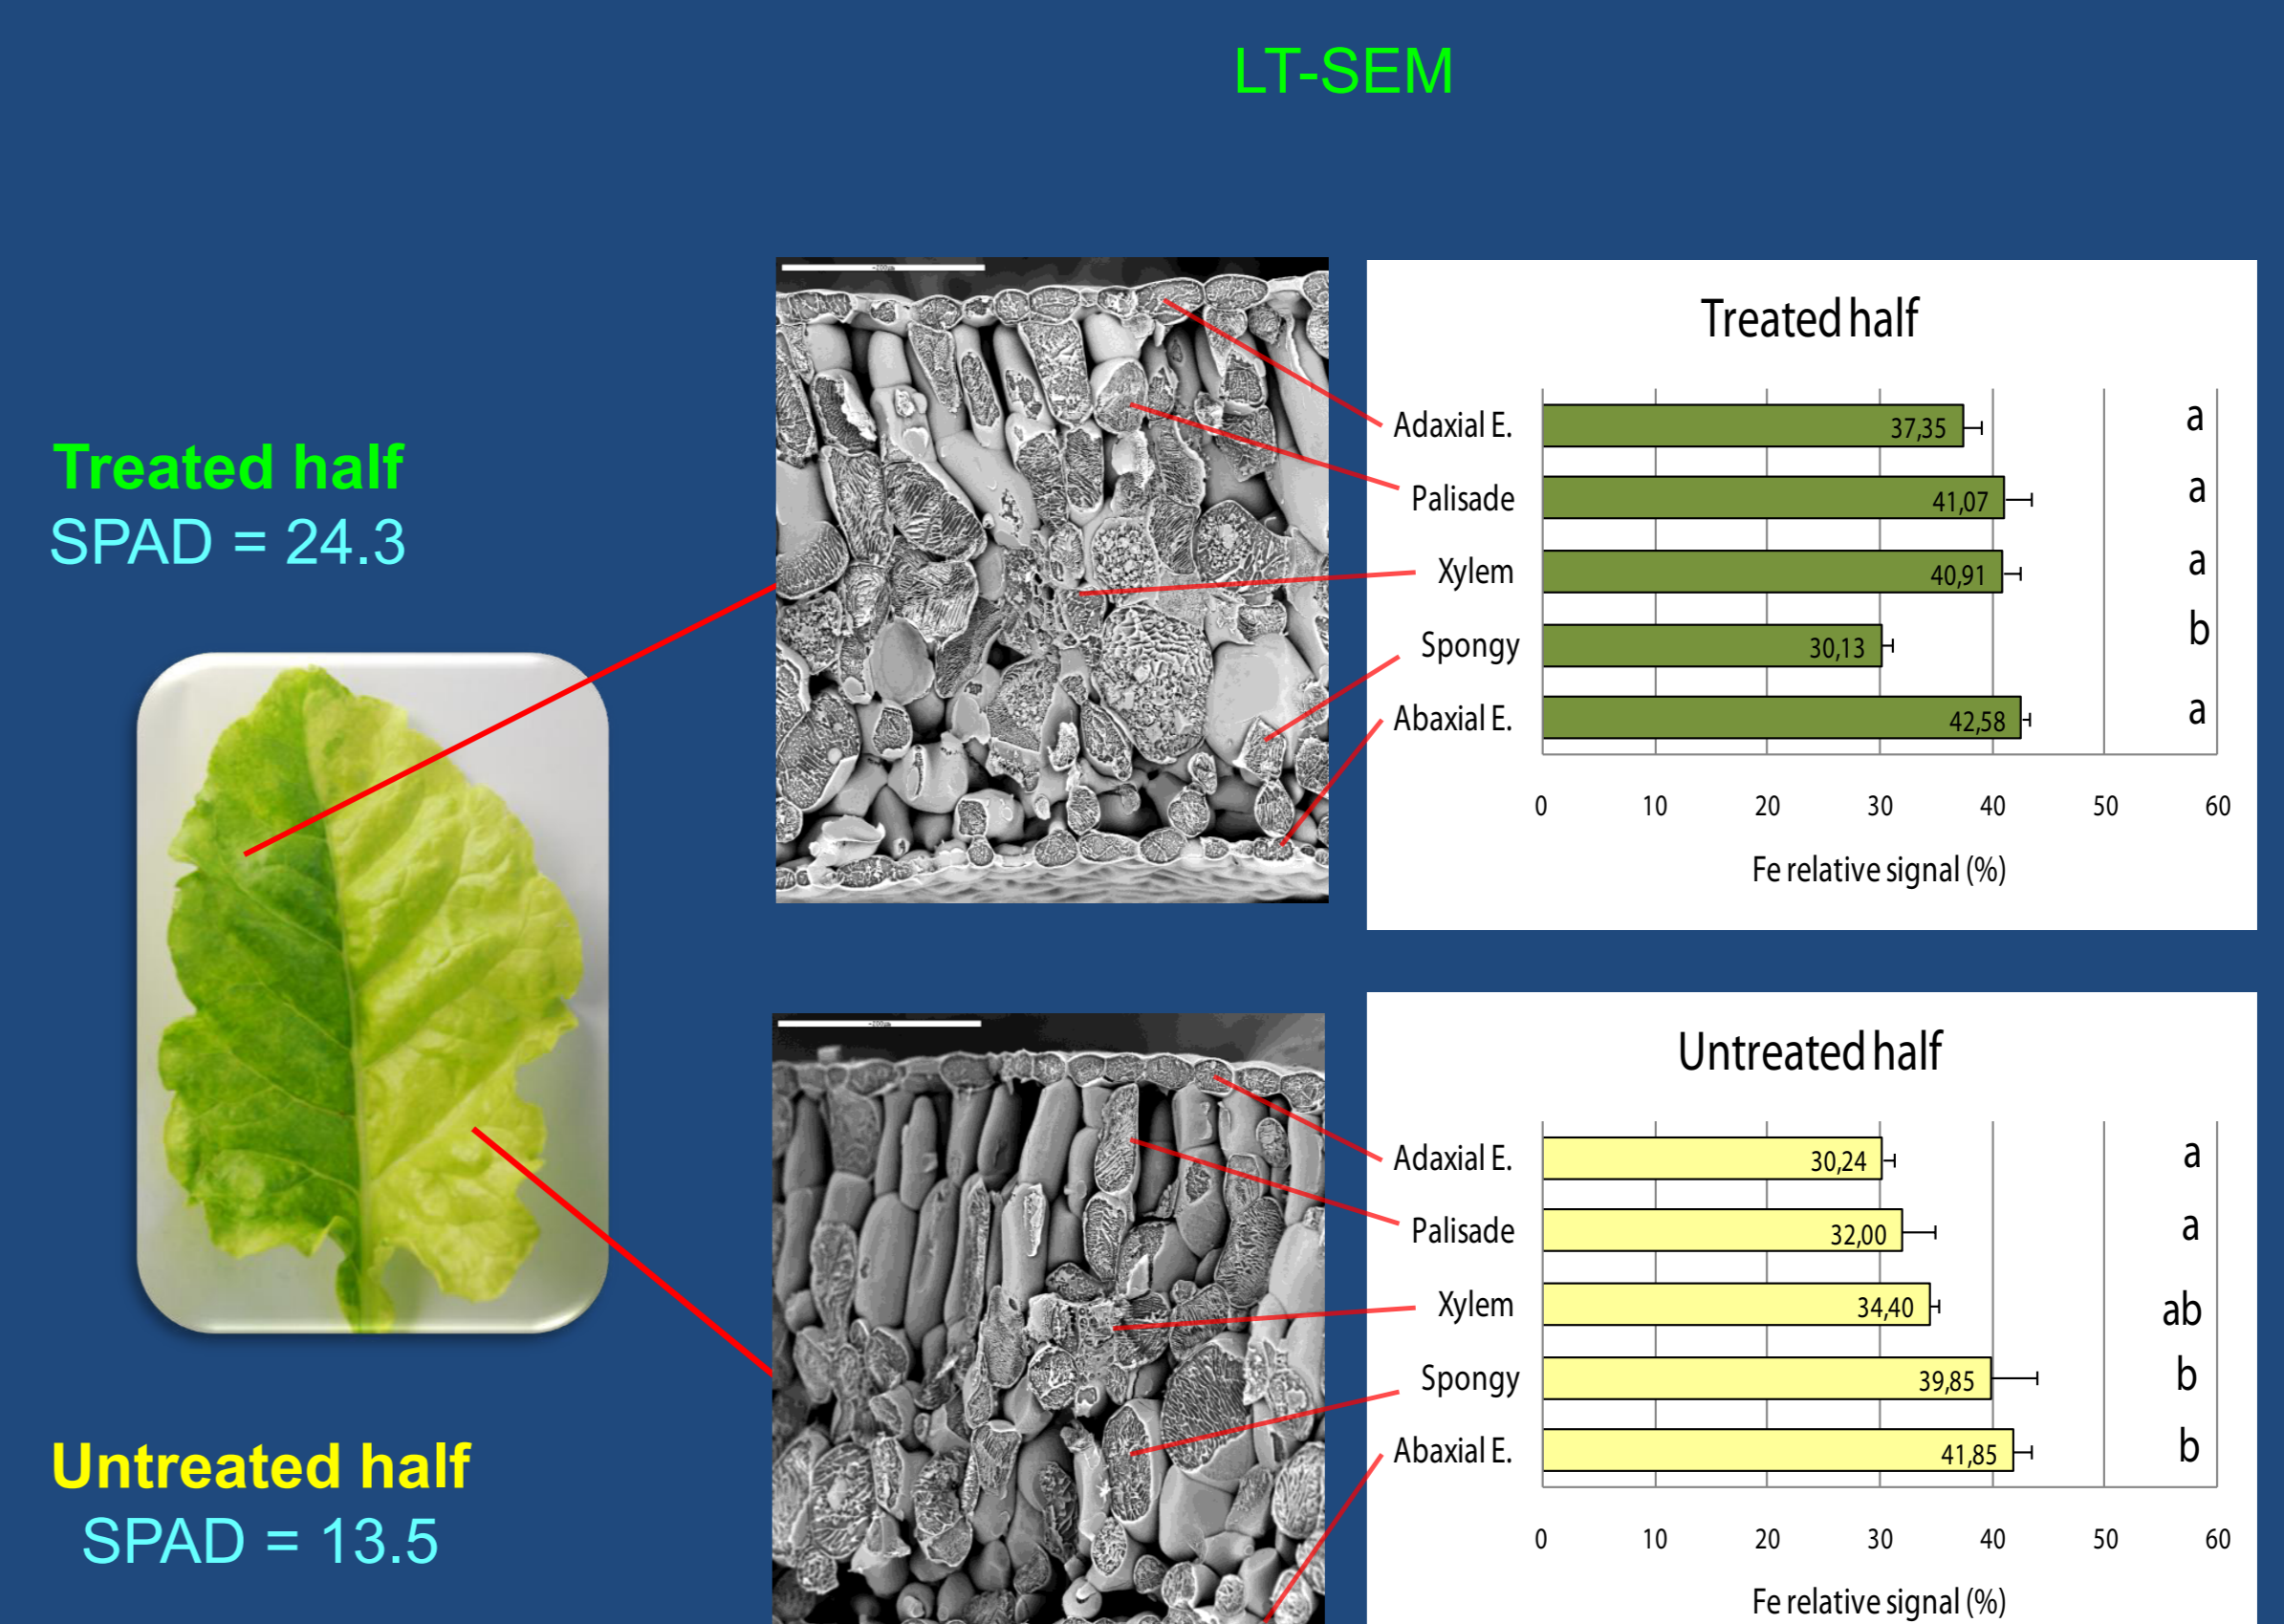 LT-SEM
Treated half
SPAD = 24.3
200µm
Treated half
Adaxial E. 37,35 a
Palisade 41,07 a
Xylem 40,91 a
Spongy 30,13 b
Abaxial E. 42,58 a
0 10 20 30 40 50 60
Fe relative signal (%)
Untreated half
SPAD = 13.5
200µm
Untreated half
Adaxial E. 30,24 a
Palisade 32,00 a
Xylem 34,40 ab
Spongy 39,85 b
Abaxial E. 41,85 b
0 10 20 30 40 50 60
Fe relative signal (%)